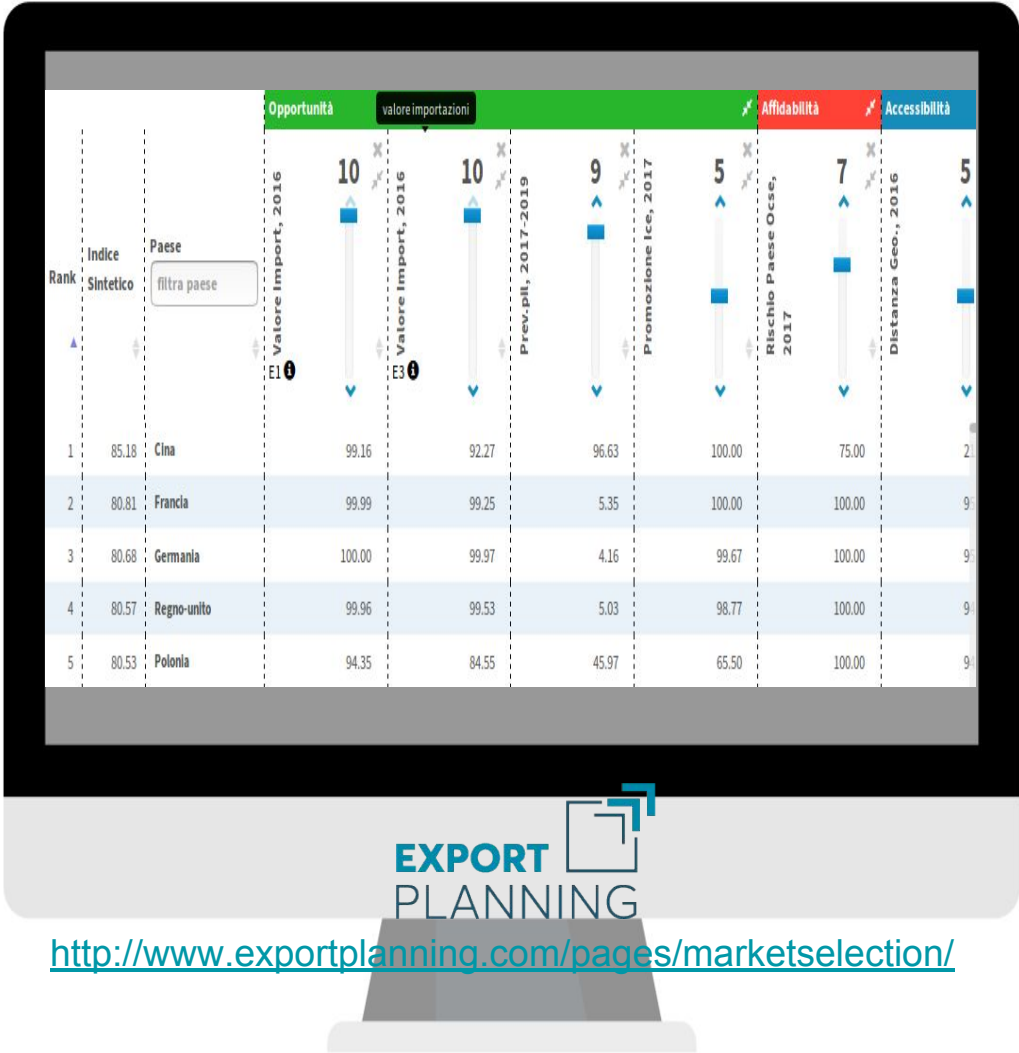 Opportunità
valore importazioni
Affidabilità
Accessibilità
Rank
Indice
Sintetico
Paese
filtra paese
Valore Import, 2016
E1
10
Valore Import, 2016
E3
10
Prev.pil, 2017-2019
9
Promozione Ice, 2017
5
Rischio Paese Ocse,
2017
7
Distanza Geo., 2016
5
1 85.18 Cina 99.16 92.27 96.63 100.00 75.00 2
2 80.81 Francia 99.99 99.25 5.35 100.00 100.00 9
3 80.68 Germania 100.00 99.97 4.16 99.67 100.00 9
4 80.57 Regno-unito 99.96 99.53 5.03 98.77 100.00 9
5 80.53 Polonia 94.35 84.55 45.97 65.50 100.00 94
EXPORT
PLANNING
http://www.exportplanning.com/pages/marketselection/